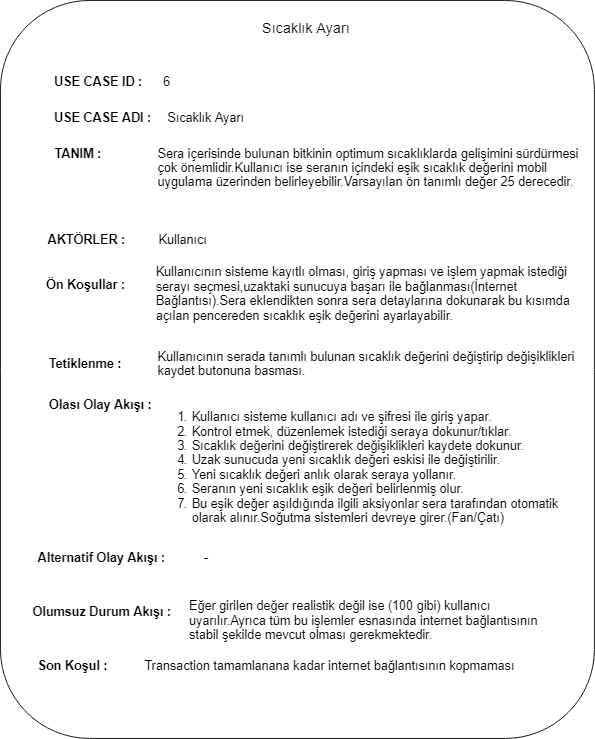 Sıcaklık Ayarı
USE CASE ID : 6
USE CASE ADI : Sıcaklık Ayarı
TANIM : Sera içerisinde bulunan bitkinin optimum sıcaklıklarda gelişimini sürdürmesi
çok önemlidir.Kullanıcı ise seranın içindeki eşik sıcaklık değerini mobil
uygulama üzerinden belirleyebilir.Varsayılan ön tanımlı değer 25 derecedir.
AKTÖRLER : Kullanıcı
Ön Koşullar : Kullanıcının sisteme kayıtlı olması, giriş yapması ve işlem yapmak istediği
serayı seçmesi,uzaktaki sunucuya başarı ile bağlanması(İnternet
Bağlantısı).Sera eklendikten sonra sera detaylarına dokunarak bu kısımda
açılan pencereden sıcaklık eşik değerini ayarlayabilir.
Tetiklenme : Kullanıcının serada tanımlı bulunan sıcaklık değerini değiştirip değişiklikleri
kaydet butonuna basması.
Olası Olay Akışı :
1. Kullanıcı sisteme kullanıcı adı ve şifresi ile giriş yapar.
2. Kontrol etmek, düzenlemek istediği seraya dokunur/tıklar.
3. Sıcaklık değerini değiştirerek değişiklikleri kaydete dokunur.
4. Uzak sunucuda yeni sıcaklık değeri eskisi ile değiştirilir.
5. Yeni sıcaklık değeri anlık olarak seraya yollanır.
6. Seranın yeni sıcaklık eşik değeri belirlenmiş olur.
7. Bu eşik değer aşıldığında ilgili aksiyonlar sera tarafından otomatik
olarak alınır.Soğutma sistemleri devreye girer.(Fan/Çatı)
Alternatif Olay Akışı : -
Olumsuz Durum Akışı : Eğer girilen değer realistik değil ise (100 gibi) kullanıcı
uyarılır.Ayrıca tüm bu işlemler esnasında internet bağlantısının
stabil şekilde mevcut olması gerekmektedir.
Son Koşul : Transaction tamamlanana kadar internet bağlantısının kopmaması